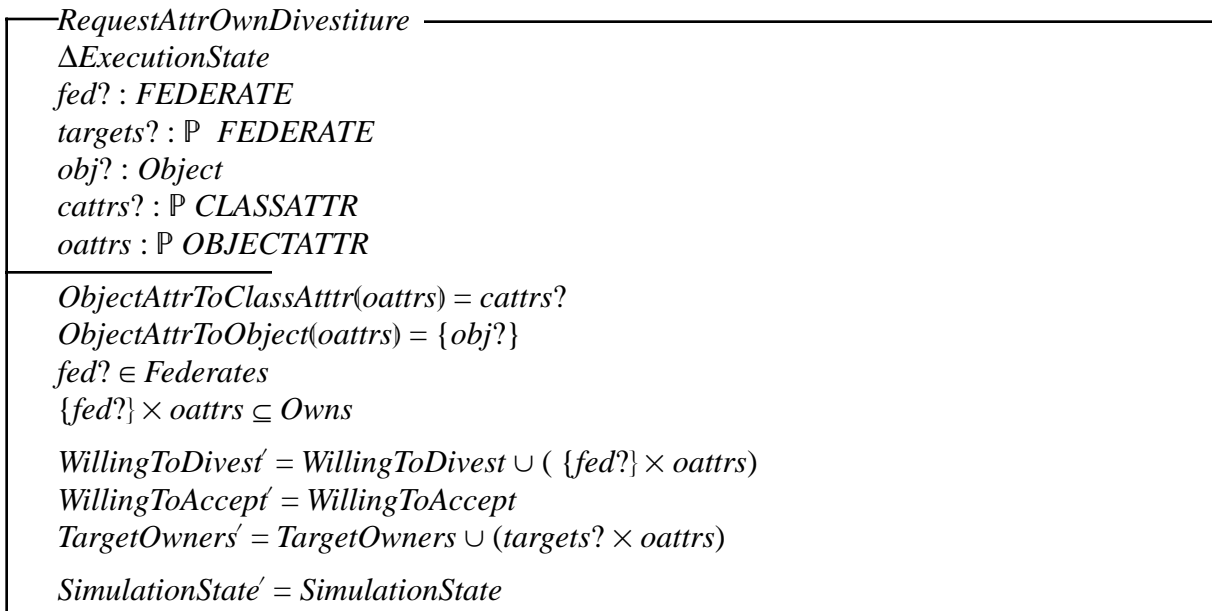 RequestAttrOwnDivestiture
ΔExecutionState
fed? : FEDERATE
targets? : ℙ FEDERATE
obj? : Object
cattrs? : ℙ CLASSATTR
oattrs : ℙ OBJECTATTR
ObjectAttrToClassAtttr⦇oattrs⦈ = cattrs?
ObjectAttrToObject⦇oattrs⦈ = {obj?}
fed? ∈ Federates
{fed?} × oattrs ⊆ Owns
WillingToDivest′ = WillingToDivest ∪ ( {fed?} × oattrs)
WillingToAccept′ = WillingToAccept
TargetOwners′ = TargetOwners ∪ (targets? × oattrs)
SimulationState′ = SimulationState